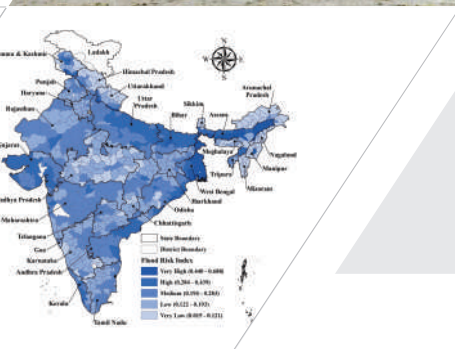 N
W E
S
Ladakh
Jammu & Kashmir
Himachal Pradesh
Punjab
Uttarakhand
Haryana
Uttar
Pradesh
Arunachal
Pradesh
Rajasthan
Sikkim
Bihar
Assam
Gujarat
Meghalaya
Nagaland
Manipur
Tripura
Mizoram
West Bengal
Jharkhand
Odisha
Madhya Pradesh
Maharashtra
Chhattisgarh
Telangana
Goa
Karnataka
Andhra Pradesh
Kerala
Tamil Nadu
State Boundary
District Boundary
Flood Risk Index
Very High
High
Medium
Low
Very Low